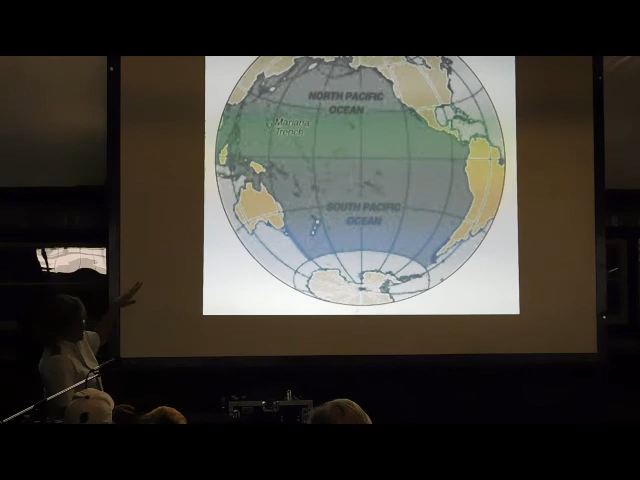 NORTH PACIFIC
OCEAN
Mariana
Trench
SOUTH PACIFIC
OCEAN